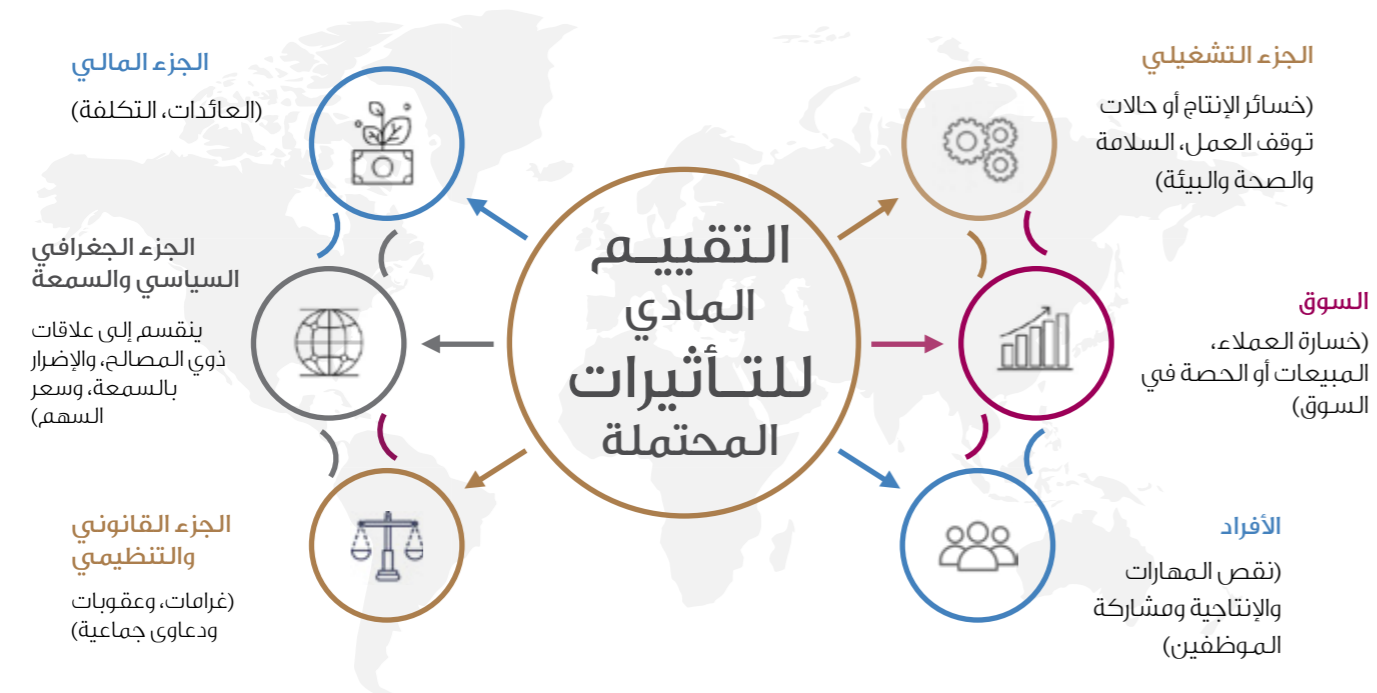 التقييم
المادي
للتأثيرات
المحتملة
الجزء التشغيلي
(خسائر الإنتاج أو حالات
توقف العمل، السلامة
والصحة والبيئة)
السوق
(خسارة العملاء،
المبيعات أو الحصة في
السوق)
الأفراد
(نقص المهارات
والإنتاجية ومشاركة
الموظفين)
الجزء المالي
(العائدات، التكلفة)
الجزء الجغرافي
السياسي والسمعة
ينقسم إلى علاقات
ذوي المصالح، والإضرار
بالسمعة، وسعر
السهم)
الجزء القانوني
والتنظيمي
(غرامات، وعقوبات
ودعاوى جماعية)